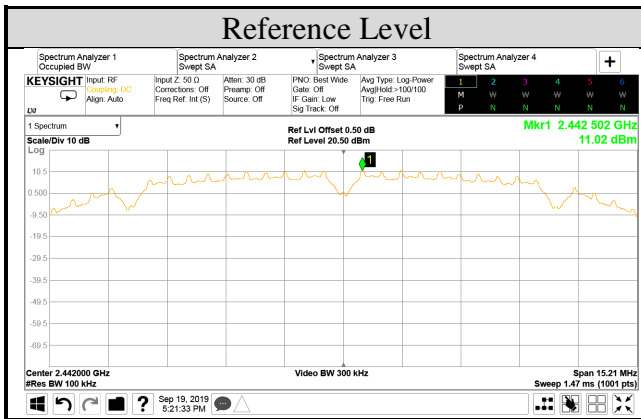 Reference Level
Spectrum Analyzer 1
Occupied BW
Spectrum Analyzer 2
Swept SA
Spectrum Analyzer 3
Swept SA
Spectrum Analyzer 4
Swept SA
+
KEYSIGHT
Input: RF
Coupling: DC
Align: Auto
Input Z: 50 Ω
Corrections: Off
Freq Ref: Int (S)
Atten: 30 dB
Preamp: Off
Source: Off
PNO: Best Wide
Gate: Off
IF Gain: Low
Sig Track: Off
Avg Type: Log-Power
Avg|Hold:>100/100
Trig: Free Run
1 2 3 4 5 6
M W W W W W
P N N N N N
LXI
1 Spectrum
Scale/Div 10 dB
Ref Lvl Offset 0.50 dB
Ref Level 20.50 dBm
Mkr1 2.442 502 GHz
11.02 dBm
Log
1
10.5
0.500
-9.50
-19.5
-29.5
-39.5
-49.5
-59.5
-69.5
Center 2.442000 GHz
#Res BW 100 kHz
Video BW 300 kHz
Span 15.21 MHz
Sweep 1.47 ms (1001 pts)
?
Sep 19, 2019
5:21:33 PM